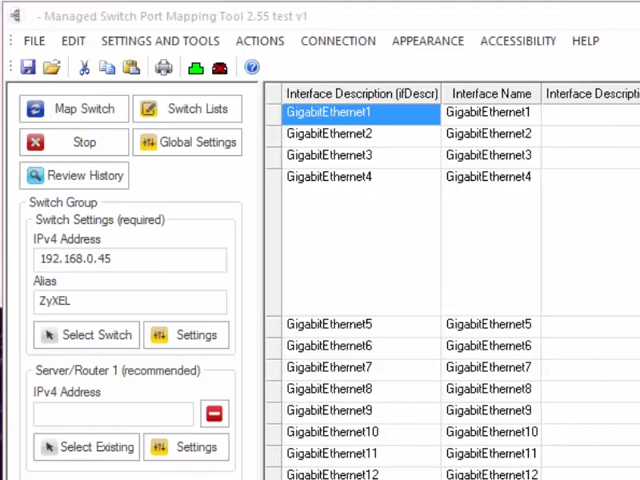 - Managed Switch Port Mapping Tool 2.55 test v1
FILE EDIT SETTINGS AND TOOLS ACTIONS CONNECTION APPEARANCE ACCESSIBILITY HELP
Map Switch Switch Lists
Stop Global Settings
Review History
Switch Group
Switch Settings (required)
IPv4 Address
192.168.0.45
Alias
ZyXEL
Select Switch Settings
Server/Router 1 (recommended)
IPv4 Address
Select Existing Settings
Interface Description (ifDescr) Interface Name Interface Descripti
GigabitEthernet1 GigabitEthernet1
GigabitEthernet2 GigabitEthernet2
GigabitEthernet3 GigabitEthernet3
GigabitEthernet4 GigabitEthernet4
GigabitEthernet5 GigabitEthernet5
GigabitEthernet6 GigabitEthernet6
GigabitEthernet7 GigabitEthernet7
GigabitEthernet8 GigabitEthernet8
GigabitEthernet9 GigabitEthernet9
GigabitEthernet10 GigabitEthernet10
GigabitEthernet11 GigabitEthernet11
GigabitEthernet12 GigabitEthernet12